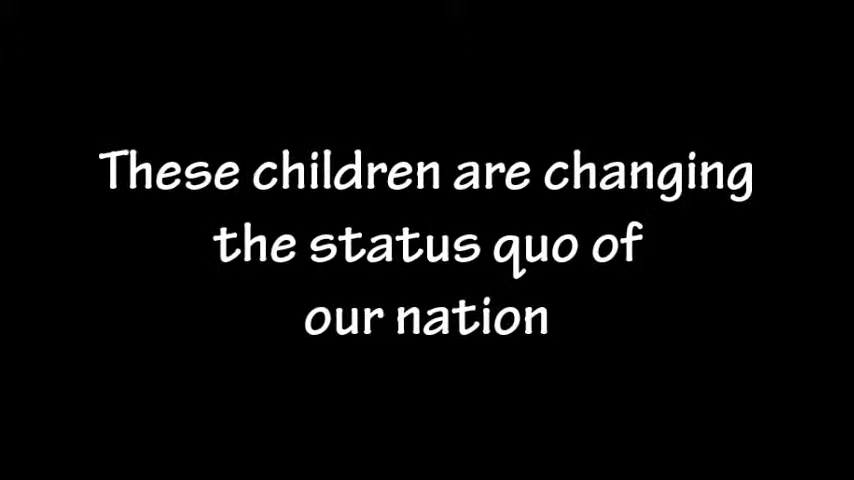 These children are changing
the status quo of
our nation